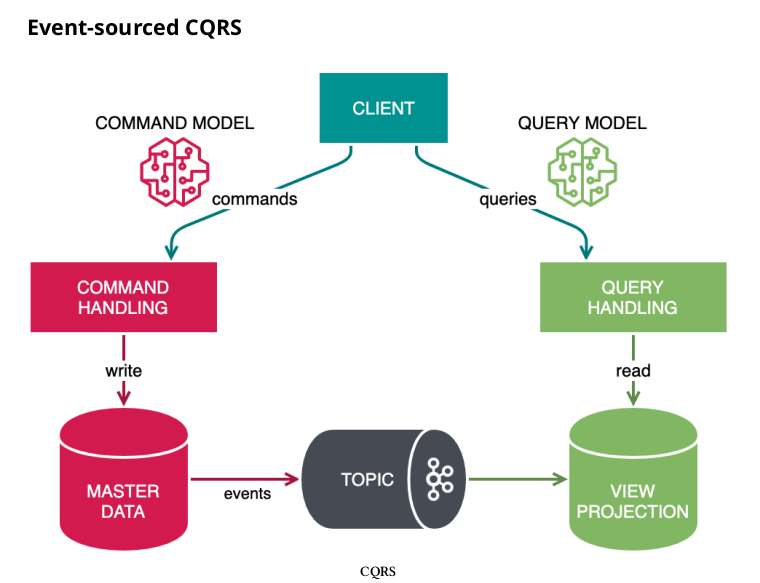 Event-sourced CQRS
CLIENT
COMMAND MODEL
QUERY MODEL
commands
queries
COMMAND
HANDLING
QUERY
HANDLING
write
read
MASTER
DATA
events
TOPIC
VIEW
PROJECTION
CQRS